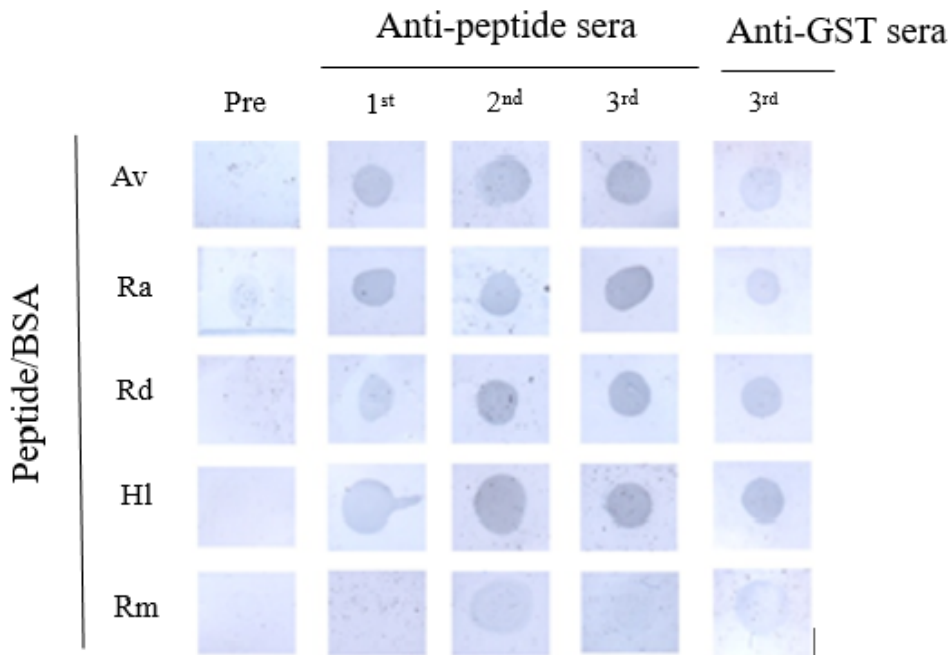 Anti-peptide sera Anti-GST sera
Pre 1st 2nd 3rd 3rd
Peptide/BSA
Av
Ra
Rd
Hl
Rm